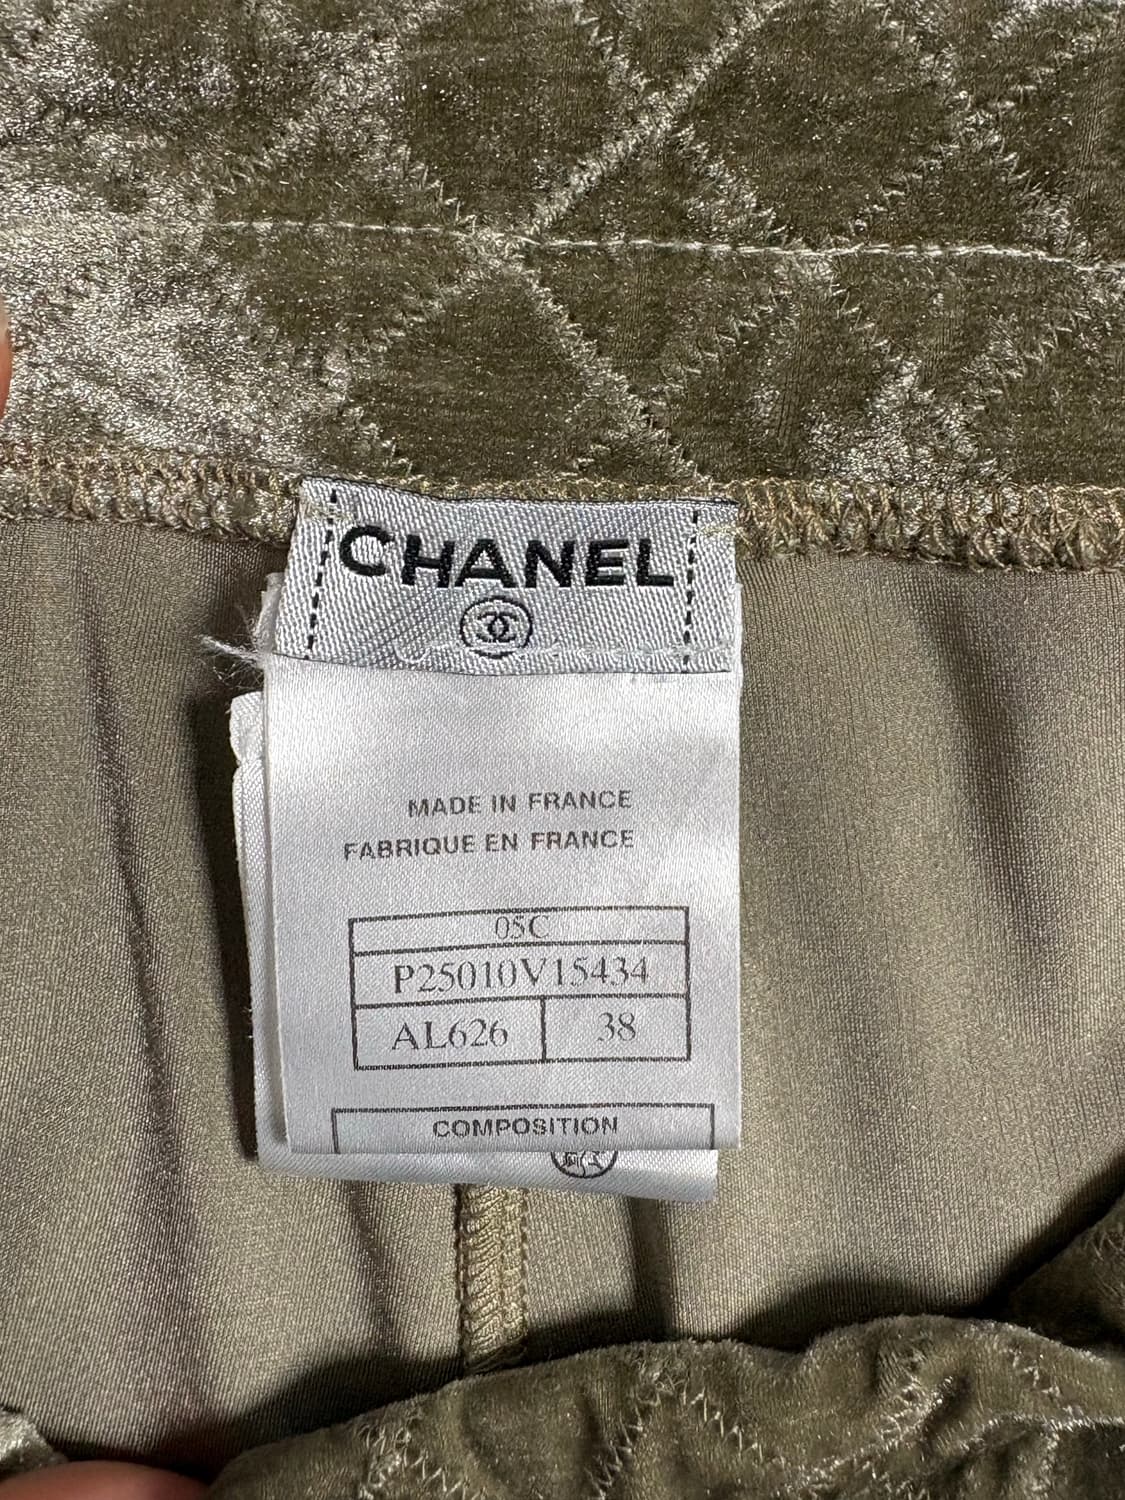 CHANEL
MADE IN FRANCE
FABRIQUE EN FRANCE
05C
P25010V15434
AL626 38
COMPOSITION